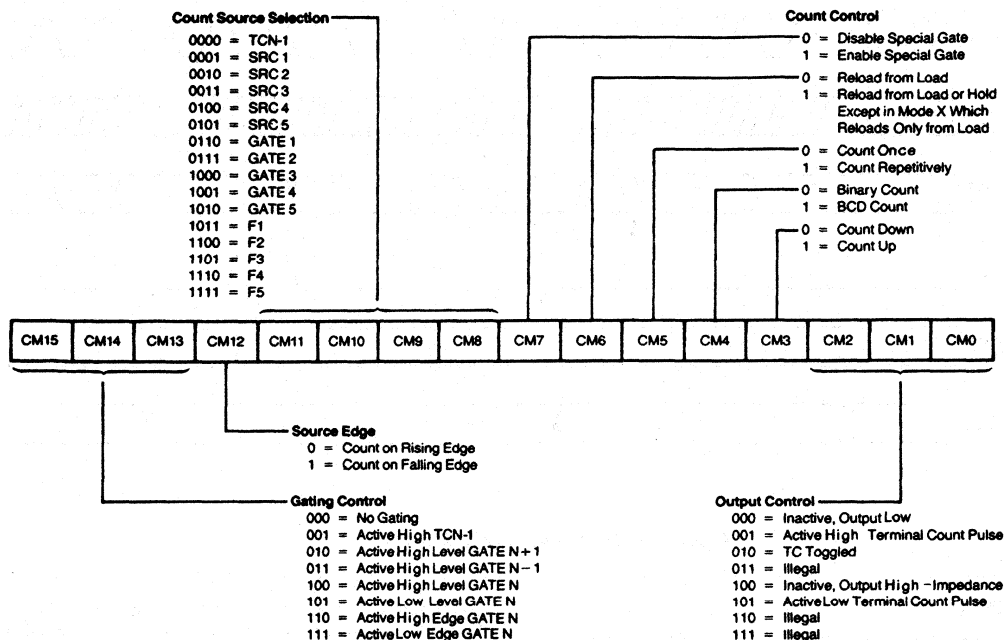 Count Source Selection
0000 = TCN-1
0001 = SRC 1
0010 = SRC 2
0011 = SRC 3
0100 = SRC 4
0101 = SRC 5
0110 = GATE 1
0111 = GATE 2
1000 = GATE 3
1001 = GATE 4
1010 = GATE 5
1011 = F1
1100 = F2
1101 = F3
1110 = F4
1111 = F5
Count Control
0 = Disable Special Gate
1 = Enable Special Gate
0 = Reload from Load
1 = Reload from Load or Hold
Except in Mode X Which
Reloads Only from Load
0 = Count Once
1 = Count Repetitively
0 = Binary Count
1 = BCD Count
0 = Count Down
1 = Count Up
CM15 CM14 CM13 CM12 CM11 CM10 CM9 CM8 CM7 CM6 CM5 CM4 CM3 CM2 CM1 CM0
Source Edge
0 = Count on Rising Edge
1 = Count on Falling Edge
Gating Control
000 = No Gating
001 = Active High TCN-1
010 = Active High Level GATE N+1
011 = Active High Level GATE N-1
100 = Active High Level GATE N
101 = Active Low Level GATE N
110 = Active High Edge GATE N
111 = Active Low Edge GATE N
Output Control
000 = Inactive, Output Low
001 = Active High Terminal Count Pulse
010 = TC Toggled
011 = Illegal
100 = Inactive, Output High-Impedance
101 = Active Low Terminal Count Pulse
110 = Illegal
111 = Illegal